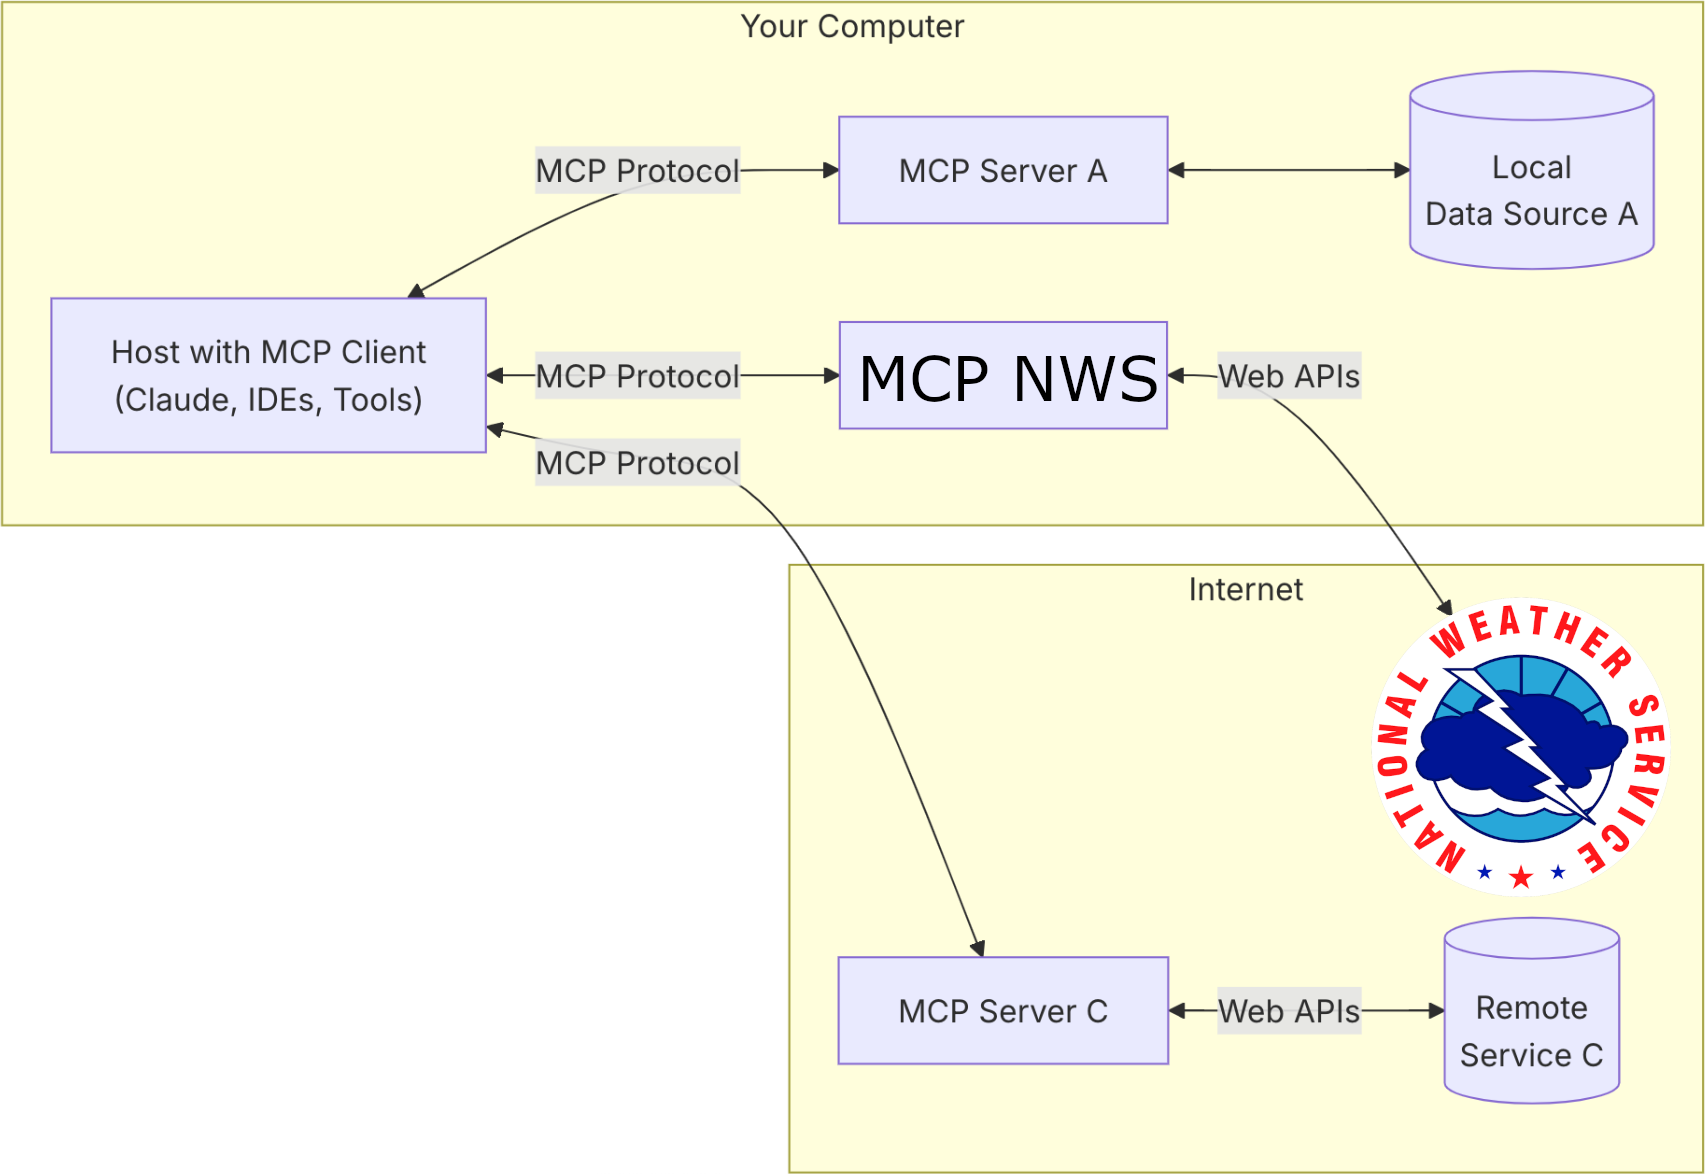 Your Computer
MCP Protocol
MCP Server A
Local
Data Source A
Host with MCP Client
(Claude, IDEs, Tools)
MCP Protocol
MCP NWS
Web APIs
MCP Protocol
Internet
NATIONAL WEATHER SERVICE
MCP Server C
Web APIs
Remote
Service C